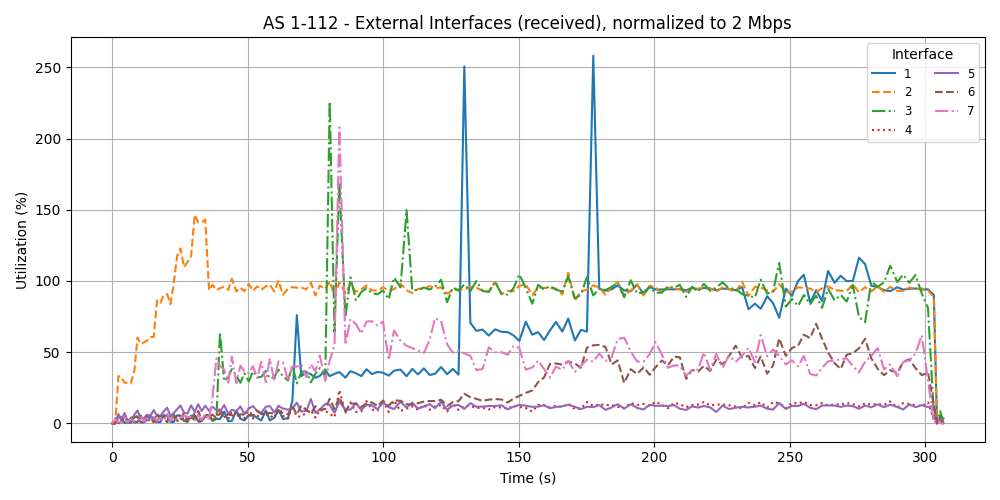 AS 1-112 - External Interfaces (received), normalized to 2 Mbps
Utilization (%)
250
200
150
100
50
0
0 50 100 150 200 250 300
Time (s)
Interface
1 5
2 6
3 7
4